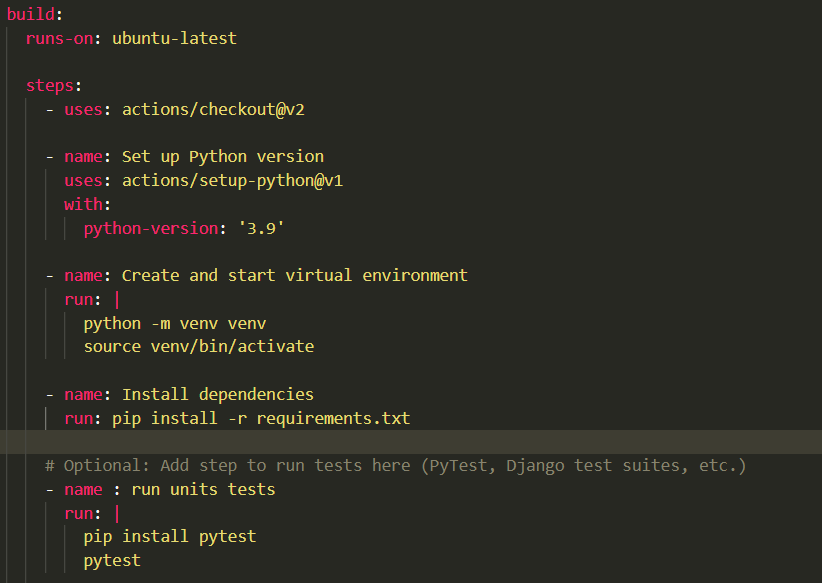 build:
runs-on: ubuntu-latest
steps:
- uses: actions/checkout@v2
- name: Set up Python version
uses: actions/setup-python@v1
with:
python-version: '3.9'
- name: Create and start virtual environment
run: |
python -m venv venv
source venv/bin/activate
- name: Install dependencies
run: pip install -r requirements.txt
# Optional: Add step to run tests here (PyTest, Django test suites, etc.)
- name : run units tests
run: |
pip install pytest
pytest